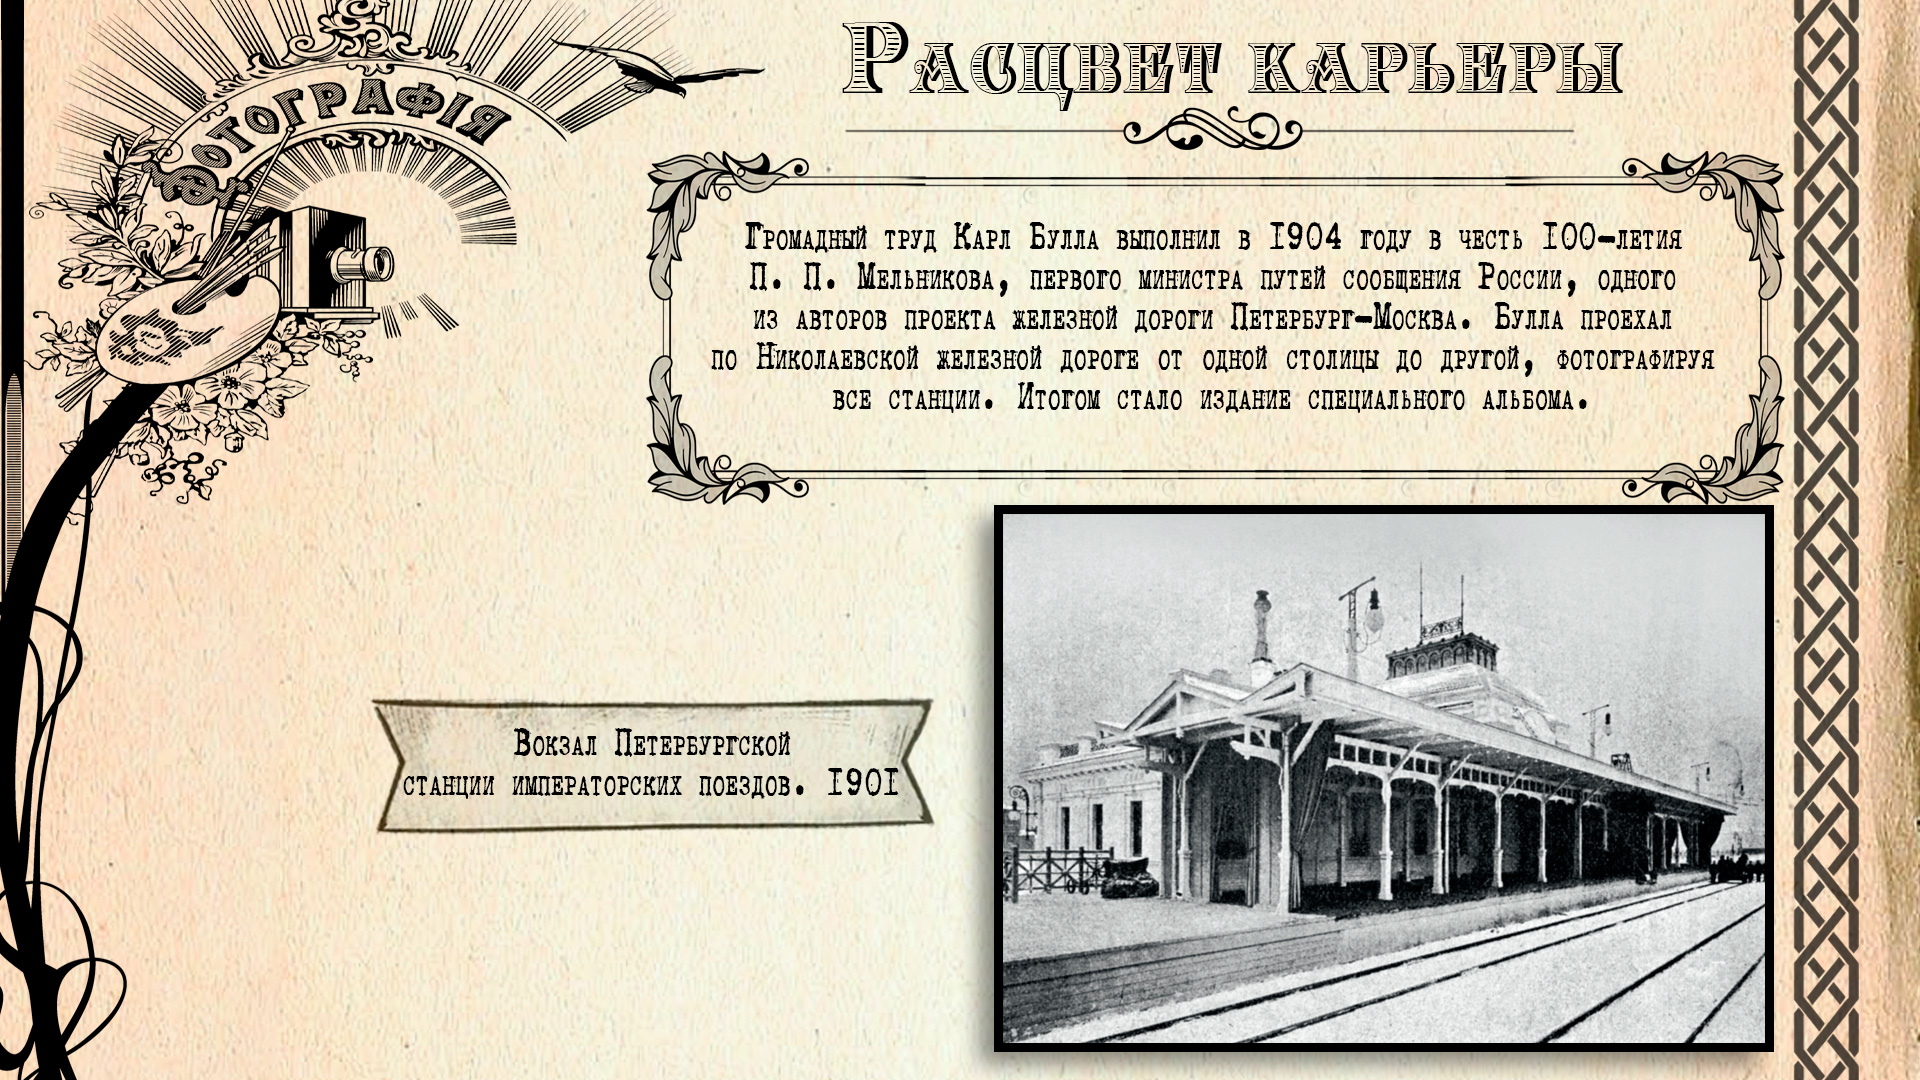 Фотографія
Расцвет карьеры
Громадный труд Карл Булла выполнил в 1904 году в честь 100-летия
П. П. Мельникова, первого министра путей сообщения России, одного
из авторов проекта железной дороги Петербург-Москва. Булла проехал
по Николаевской железной дороге от одной столицы до другой, фотографируя
все станции. Итогом стало издание специального альбома.
Вокзал Петербургской
станции императорских поездов. 1901